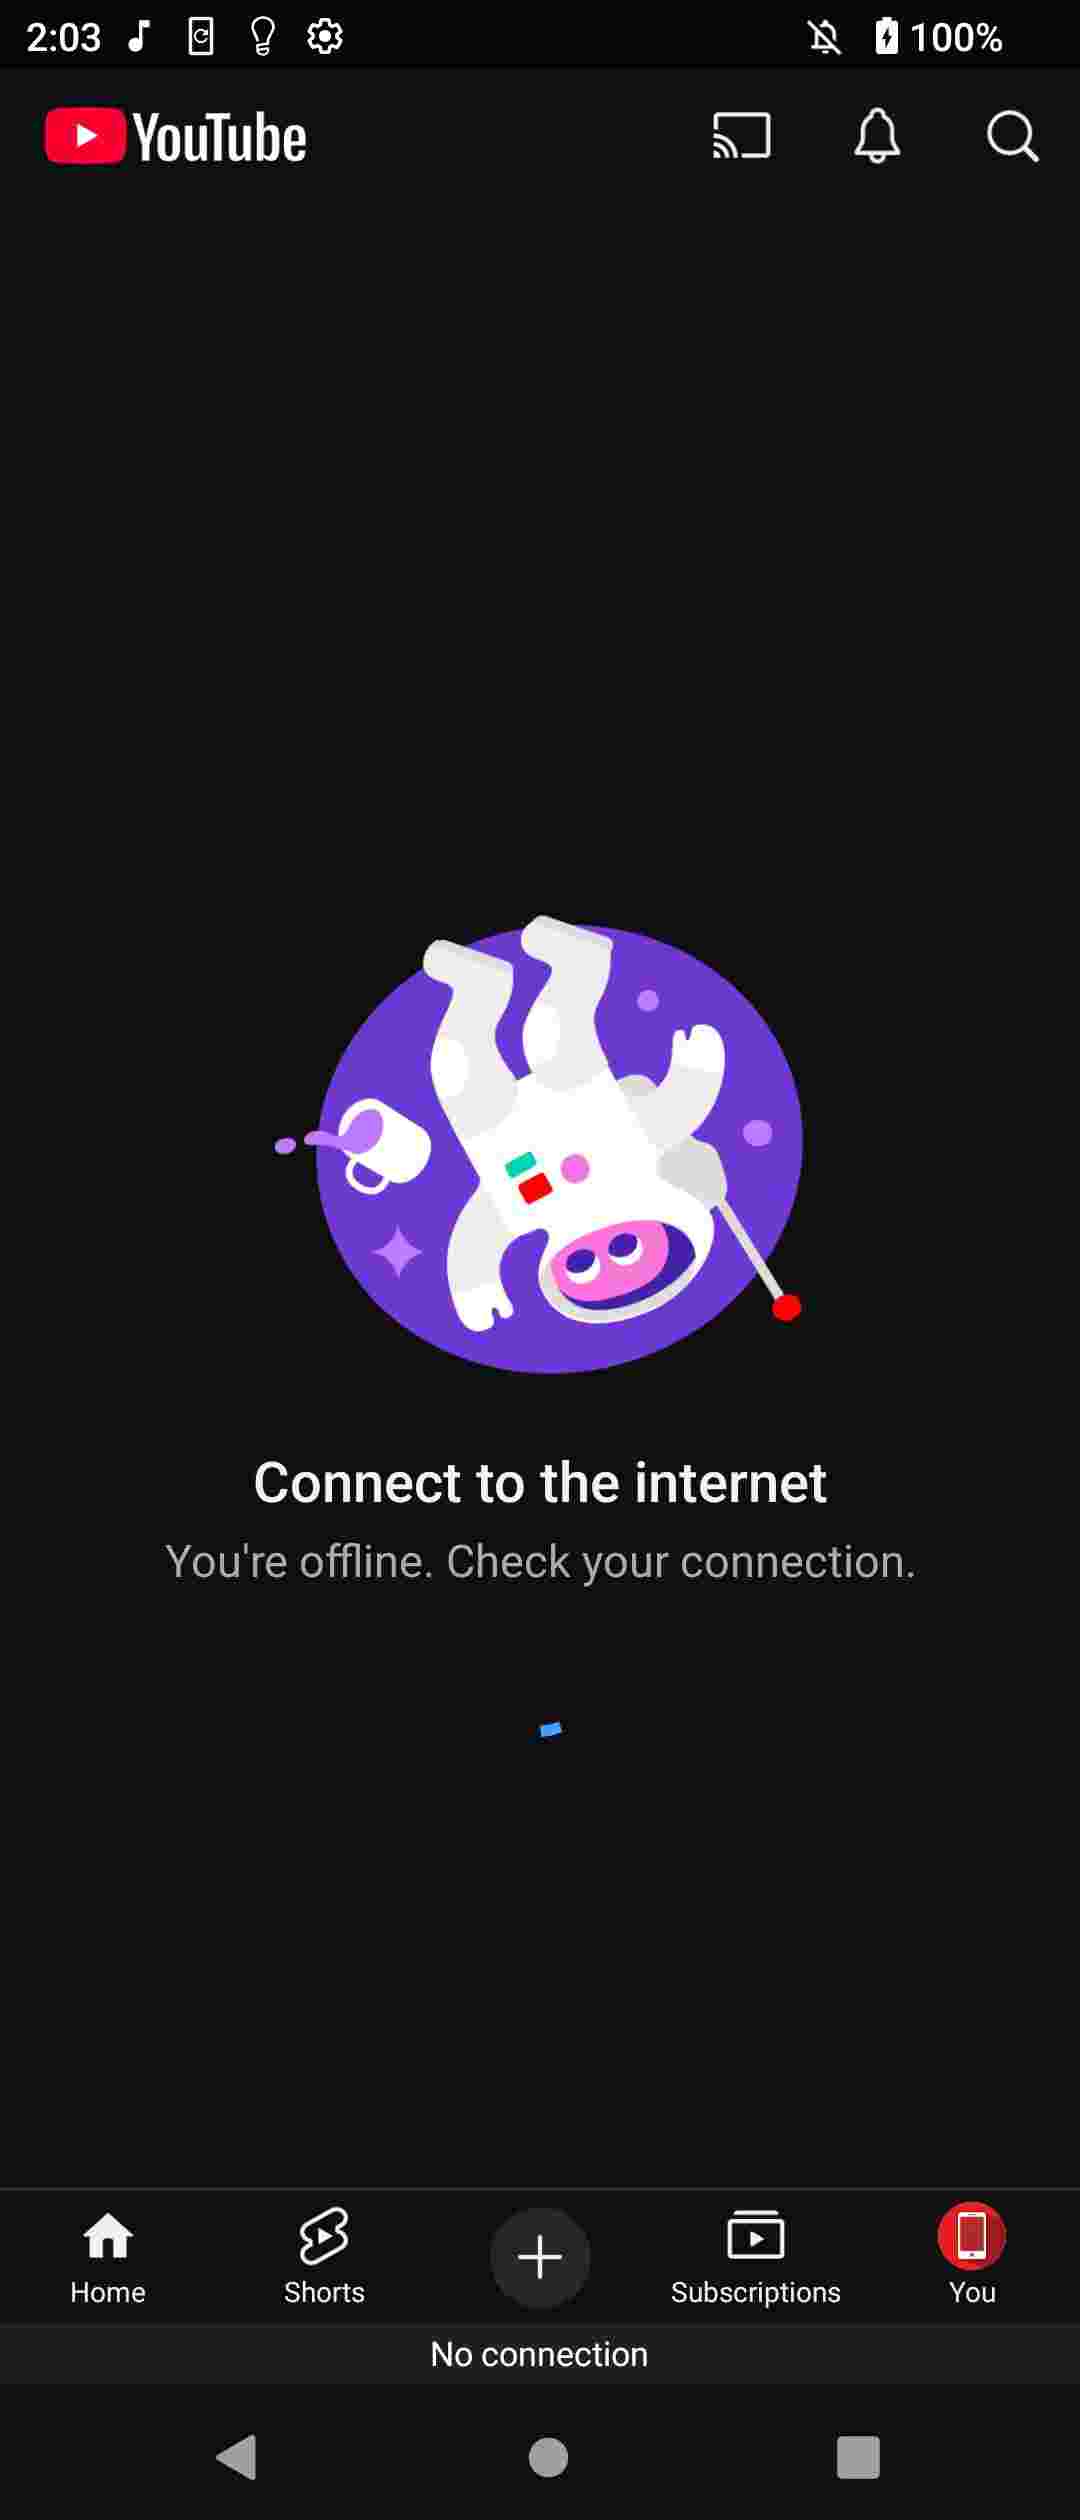 2:03
100%
YouTube
Connect to the internet
You're offline. Check your connection.
Home
Shorts
Subscriptions
You
No connection